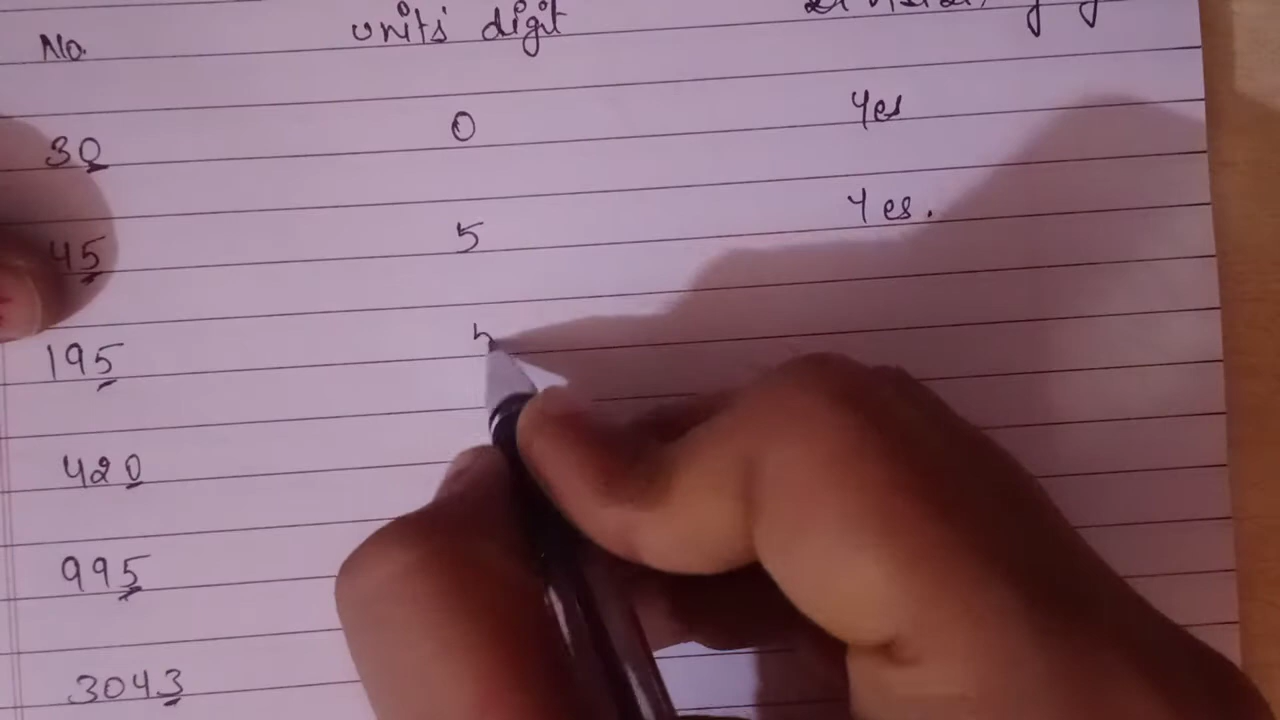 No. units digit
30 0 Yes
45 5 Yes.
195
420
995
3043